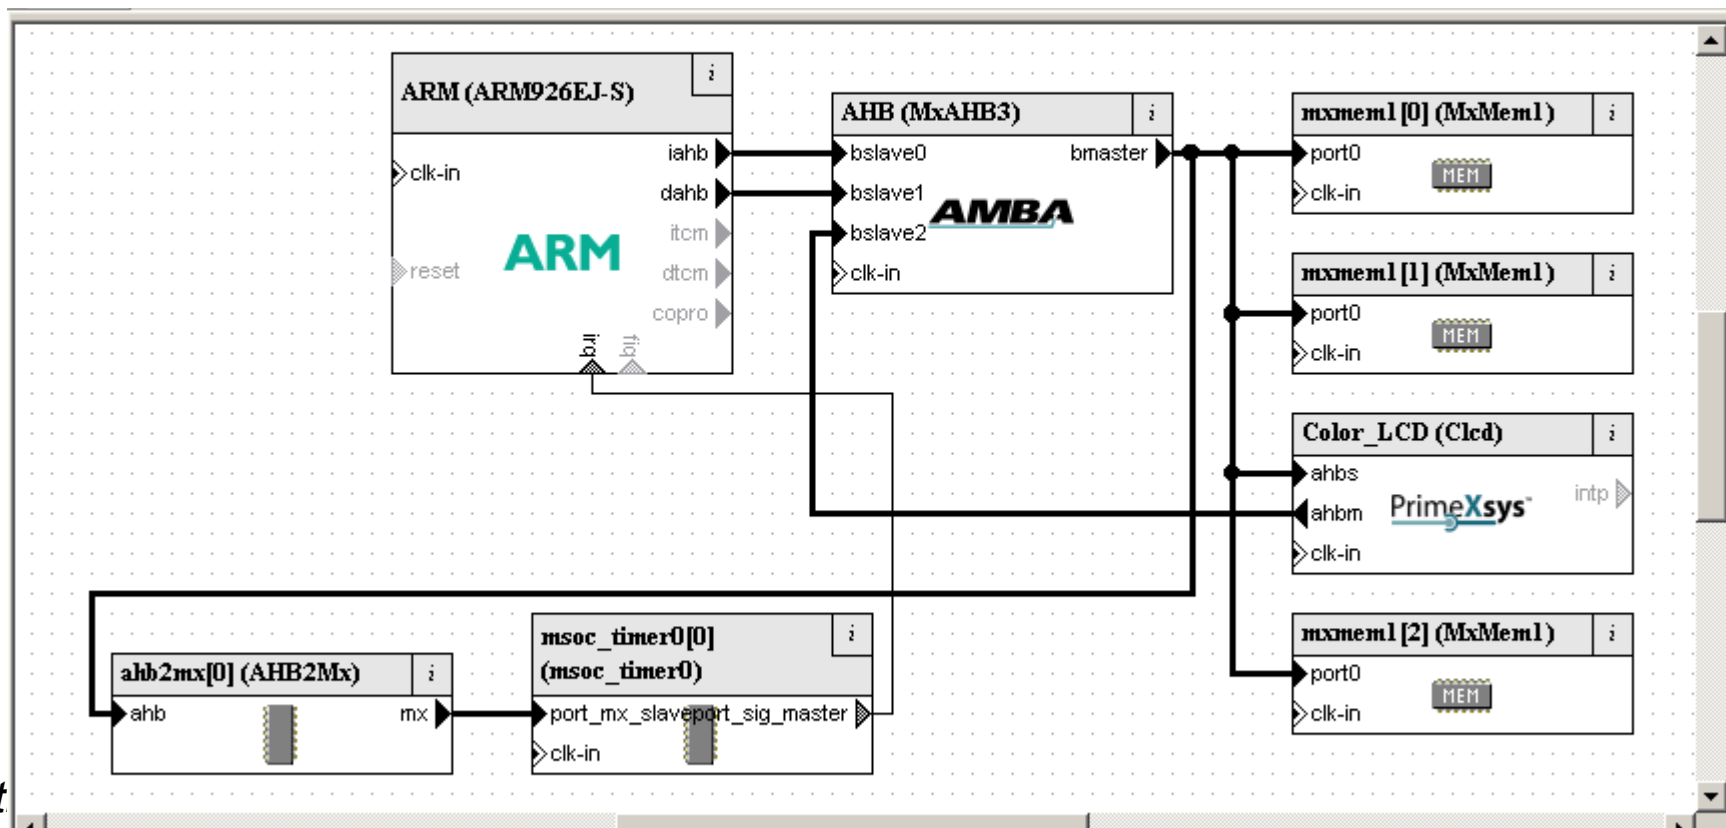 ARM (ARM926EJ-S)
i
clk-in
reset
iahb
dahb
itcm
dtcm
copro
irq
fiq
ARM
AHB (MxAHB3)
i
bslave0
bmaster
bslave1
bslave2
clk-in
AMBA
mxmem1[0] (MxMem1)
i
port0
MEM
clk-in
mxmem1[1] (MxMem1)
i
port0
MEM
clk-in
Color_LCD (Clcd)
i
ahbs
intp
ahbm
PrimeXsys™
clk-in
mxmem1[2] (MxMem1)
i
port0
MEM
clk-in
ahb2mx[0] (AHB2Mx)
i
ahb
mx
msoc_timer0[0]
(msoc_timer0)
i
port_mx_slave
port_sig_master
clk-in
t